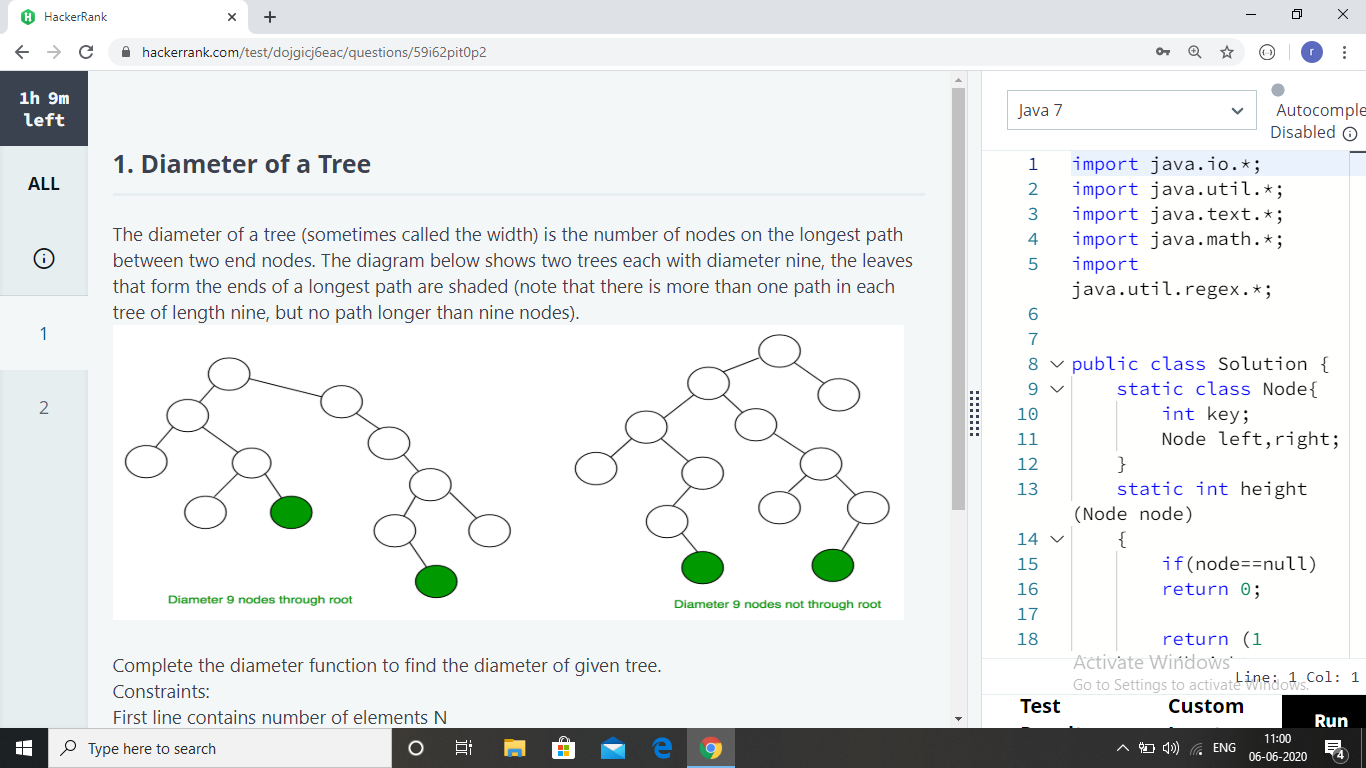 HackerRank
hackerrank.com/test/dojgicj6eac/questions/59i62pit0p2
r
1h 9m
left
ALL
1
2
1. Diameter of a Tree
The diameter of a tree (sometimes called the width) is the number of nodes on the longest path
between two end nodes. The diagram below shows two trees each with diameter nine, the leaves
that form the ends of a longest path are shaded (note that there is more than one path in each
tree of length nine, but no path longer than nine nodes).
Diameter 9 nodes through root
Diameter 9 nodes not through root
Complete the diameter function to find the diameter of given tree.
Constraints:
First line contains number of elements N
Java 7
Autocomple
Disabled
1 import java.io.*;
2 import java.util.*;
3 import java.text.*;
4 import java.math.*;
5 import
java.util.regex.*;
6
7
8 public class Solution {
9 static class Node{
10 int key;
11 Node left,right;
12 }
13 static int height
(Node node)
14 {
15 if(node==null)
16 return 0;
17
18 return (1
Activate Windows
Go to Settings to activate Windows.
Line: 1 Col: 1
Test
Custom
Run
Type here to search
ENG
11:00
06-06-2020
4